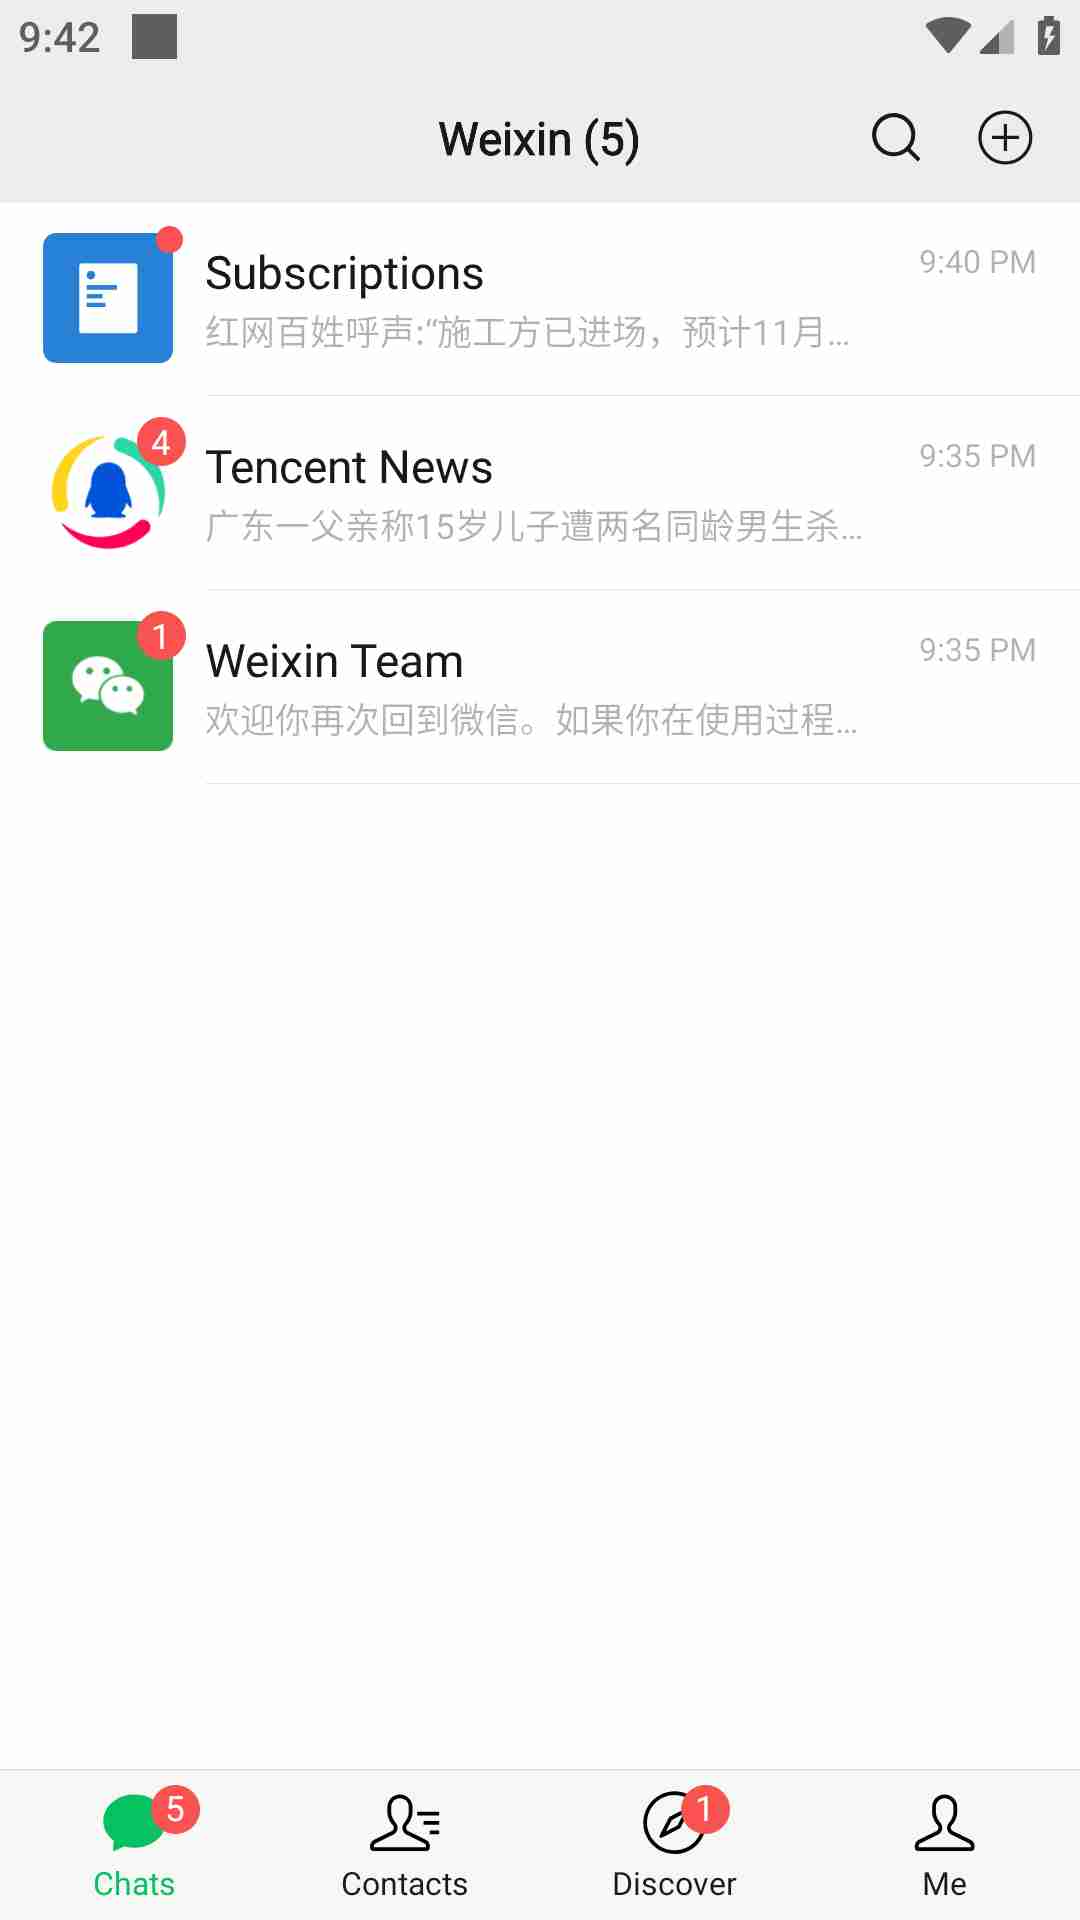 9:42
Weixin (5)
Subscriptions
9:40 PM
红网百姓呼声:“施工方已进场，预计11月...
4
Tencent News
9:35 PM
广东一父亲称15岁儿子遭两名同龄男生杀...
1
Weixin Team
9:35 PM
欢迎你再次回到微信。如果你在使用过程...
5
1
Chats
Contacts
Discover
Me